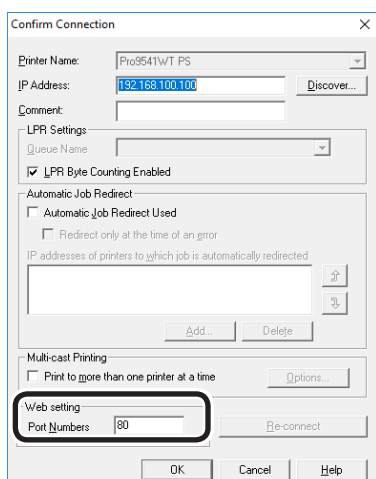 Confirm Connection
Printer Name: Pro9541WT PS
IP Address: 192.168.100.100 Discover...
Comment:
LPR Settings
Queue Name
LPR Byte Counting Enabled
Automatic Job Redirect
Automatic Job Redirect Used
Redirect only at the time of an error
IP addresses of printers to which job is automatically redirected
Add... Delete
Multi-cast Printing
Print to more than one printer at a time Options...
Web setting
Port Numbers 80 Re-connect
OK Cancel Help